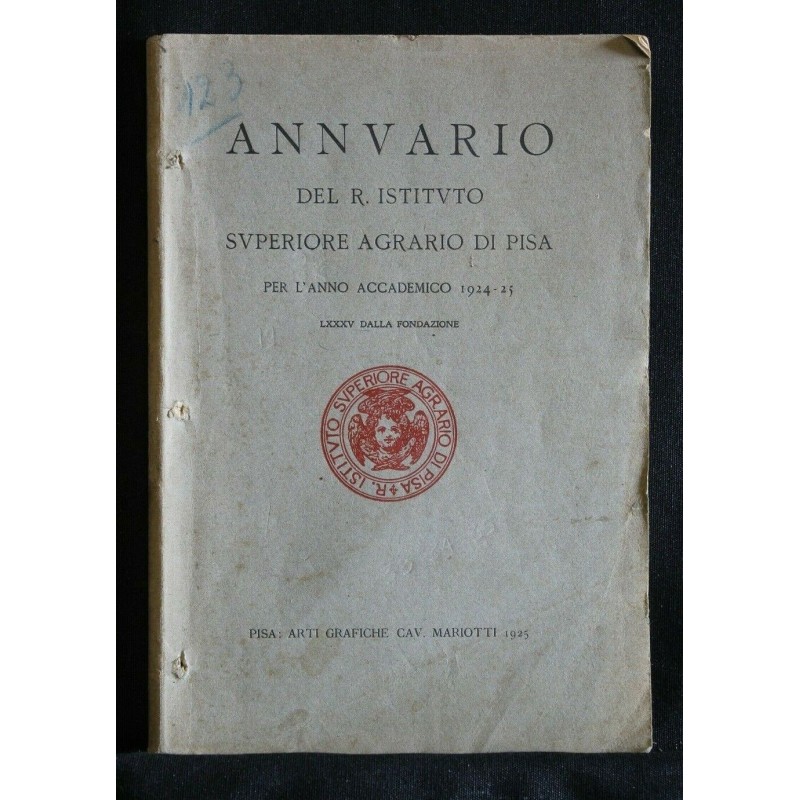 123
ANNVARIO
DEL R. ISTITVTO
SVPERIORE AGRARIO DI PISA
PER L'ANNO ACCADEMICO 1924-25
LXXXV DALLA FONDAZIONE
R. ISTITVTO SVPERIORE AGRARIO DI PISA
PISA: ARTI GRAFICHE CAV. MARIOTTI 1925